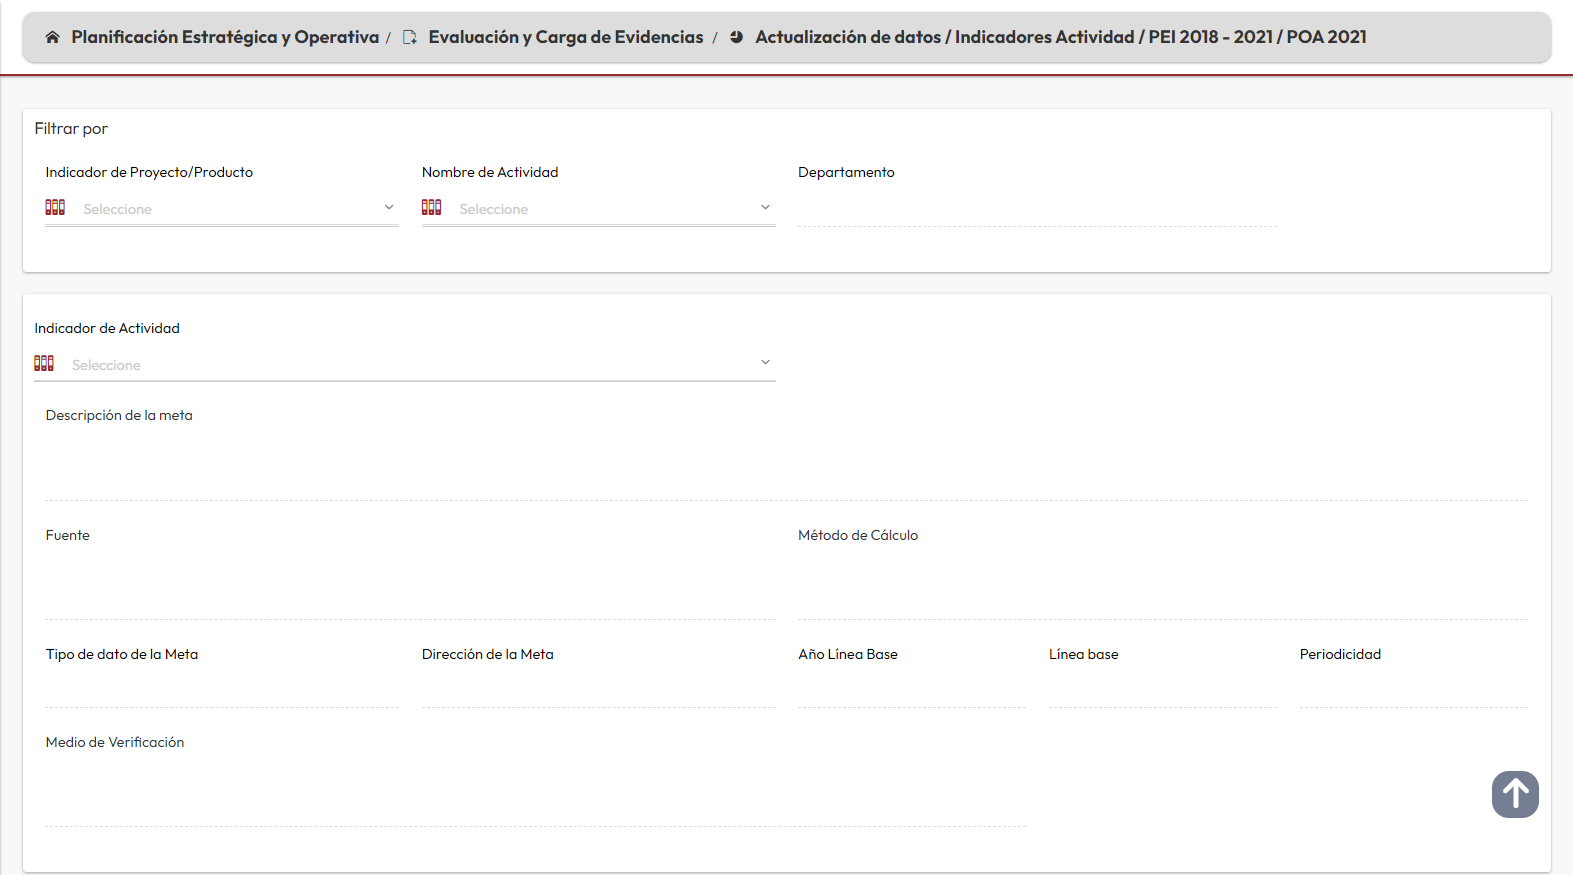 Planificación Estratégica y Operativa / Evaluación y Carga de Evidencias / Actualización de datos / Indicadores Actividad / PEI 2018 - 2021 / POA 2021
Filtrar por
Indicador de Proyecto/Producto Nombre de Actividad Departamento
Seleccione Seleccione
Indicador de Actividad
Seleccione
Descripción de la meta
Fuente Método de Cálculo
Tipo de dato de la Meta Dirección de la Meta Año Línea Base Línea base Periodicidad
Medio de Verificación